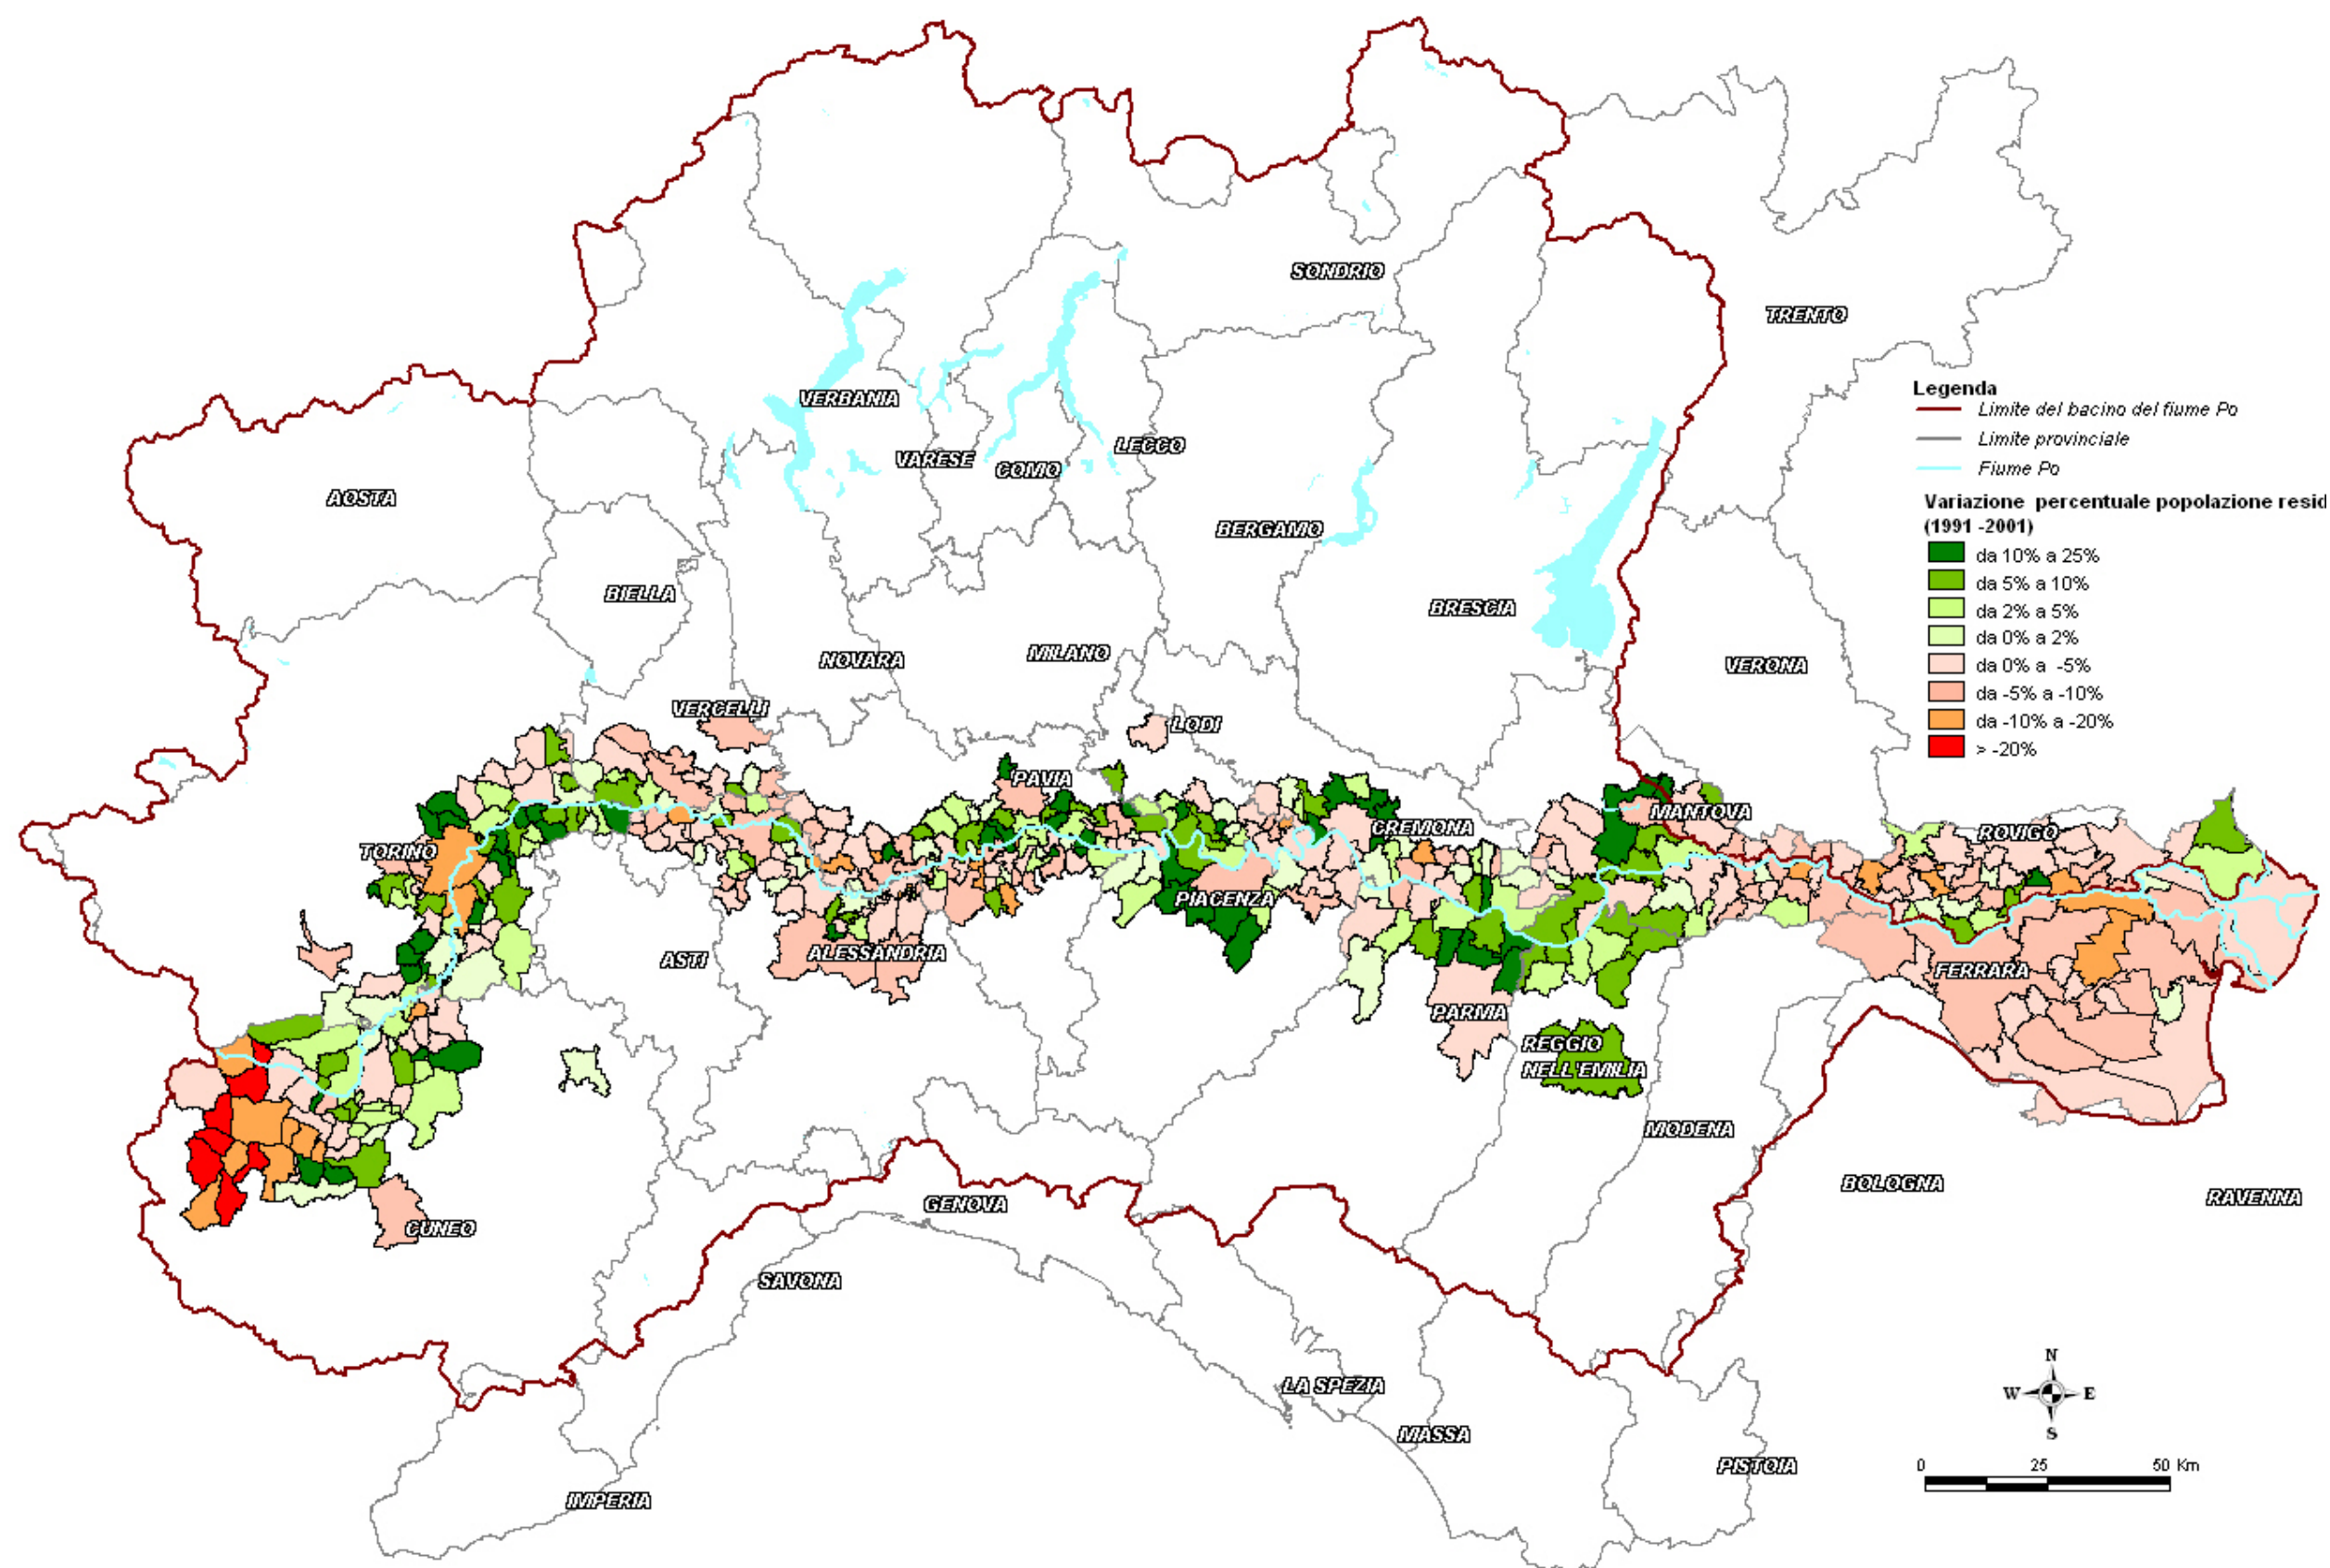 SONDRIO
TRENTO
VERBANIA
VARESE
COMO
LECCO
AOSTA
BERGAMO
BIELLA
BRESCIA
NOVARA
MILANO
VERONA
VERCELLI
LODI
PAVIA
MANTOVA
CREMONA
ROVIGO
TORINO
PIACENZA
ASTI
ALESSANDRIA
FERRARA
PARMA
REGGIO
NELL'EMILIA
MODENA
BOLOGNA
RAVENNA
CUNEO
GENOVA
SAVONA
LA SPEZIA
MASSA
PISTOIA
IMPERIA
Legenda
Limite del bacino del fiume Po
Limite provinciale
Fiume Po
Variazione percentuale popolazione resid
(1991 -2001)
da 10% a 25%
da 5% a 10%
da 2% a 5%
da 0% a 2%
da 0% a -5%
da -5% a -10%
da -10% a -20%
> -20%
N
W E
S
0 25 50 Km